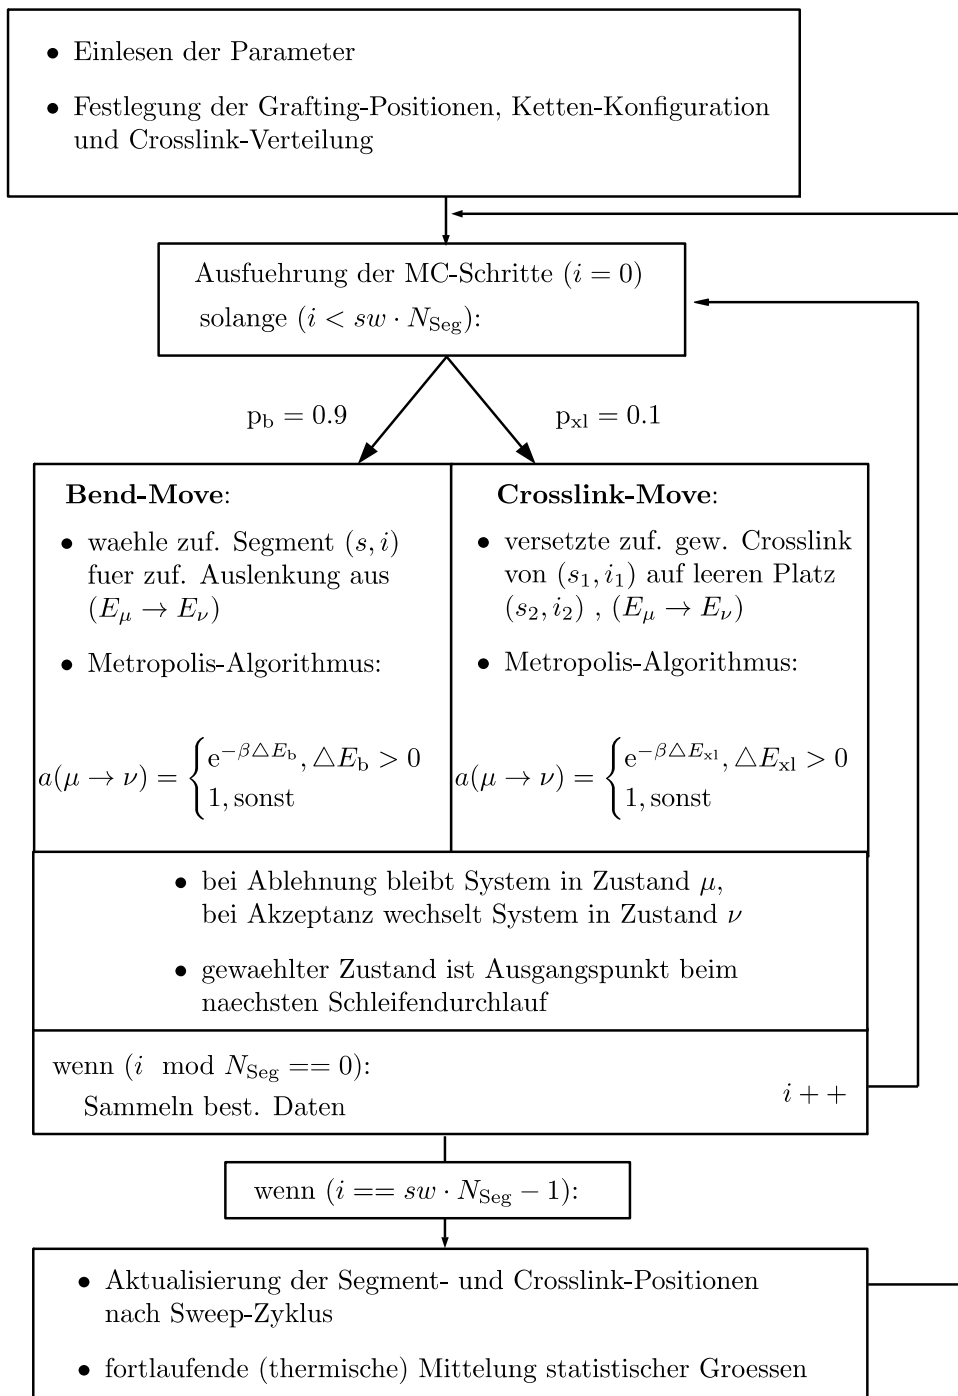 • Einlesen der Parameter
• Festlegung der Grafting-Positionen, Ketten-Konfiguration
und Crosslink-Verteilung
Ausfuehrung der MC-Schritte (i = 0)
solange (i < sw · N_Seg):
p_b = 0.9
p_xl = 0.1
Bend-Move:
• waehle zuf. Segment (s, i)
fuer zuf. Auslenkung aus
(E_μ → E_ν)
• Metropolis-Algorithmus:
a(μ → ν) = { e^{−β△E_b}, △E_b > 0
1, sonst
Crosslink-Move:
• versetzte zuf. gew. Crosslink
von (s_1, i_1) auf leeren Platz
(s_2, i_2) , (E_μ → E_ν)
• Metropolis-Algorithmus:
a(μ → ν) = { e^{−β△E_xl}, △E_xl > 0
1, sonst
• bei Ablehnung bleibt System in Zustand μ,
bei Akzeptanz wechselt System in Zustand ν
• gewaehlter Zustand ist Ausgangspunkt beim
naechsten Schleifendurchlauf
wenn (i mod N_Seg == 0):
Sammeln best. Daten
i + +
wenn (i == sw · N_Seg − 1):
• Aktualisierung der Segment- und Crosslink-Positionen
nach Sweep-Zyklus
• fortlaufende (thermische) Mittelung statistischer Groessen